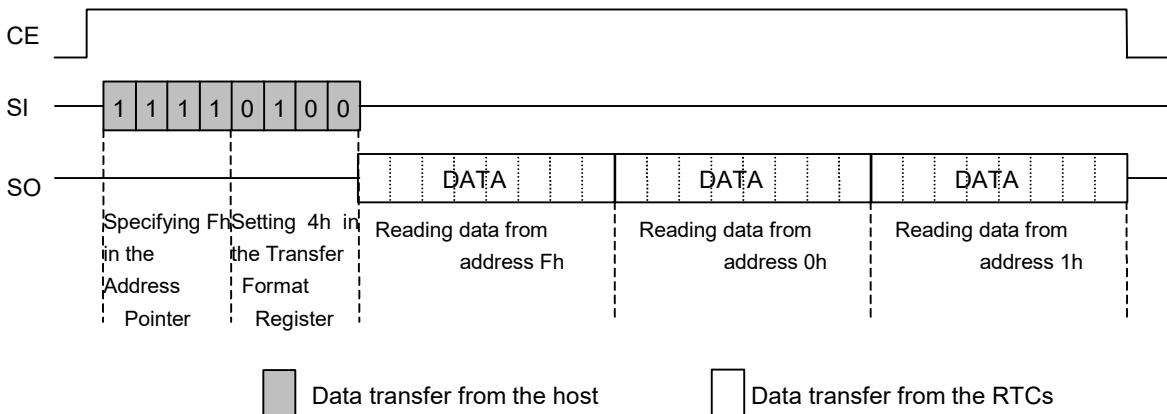 CE
SI
1 1 1 1 0 1 0 0
SO
DATA DATA DATA
Specifying Fh
in the
Address
Pointer
Setting 4h in
the Transfer
Format
Register
Reading data from
address Fh
Reading data from
address 0h
Reading data from
address 1h
Data transfer from the host
Data transfer from the RTCs